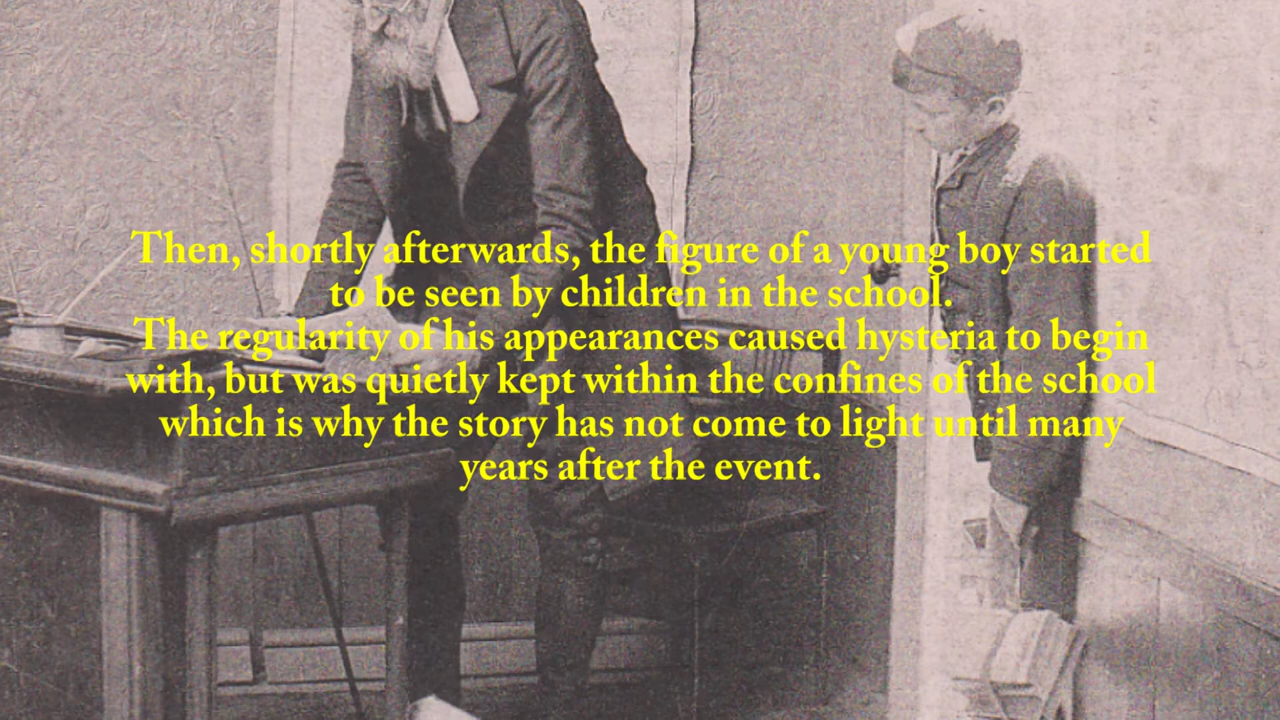 Then, shortly afterwards, the figure of a young boy started
to be seen by children in the school.
The regularity of his appearances caused hysteria to begin
with, but was quietly kept within the confines of the school
which is why the story has not come to light until many
years after the event.